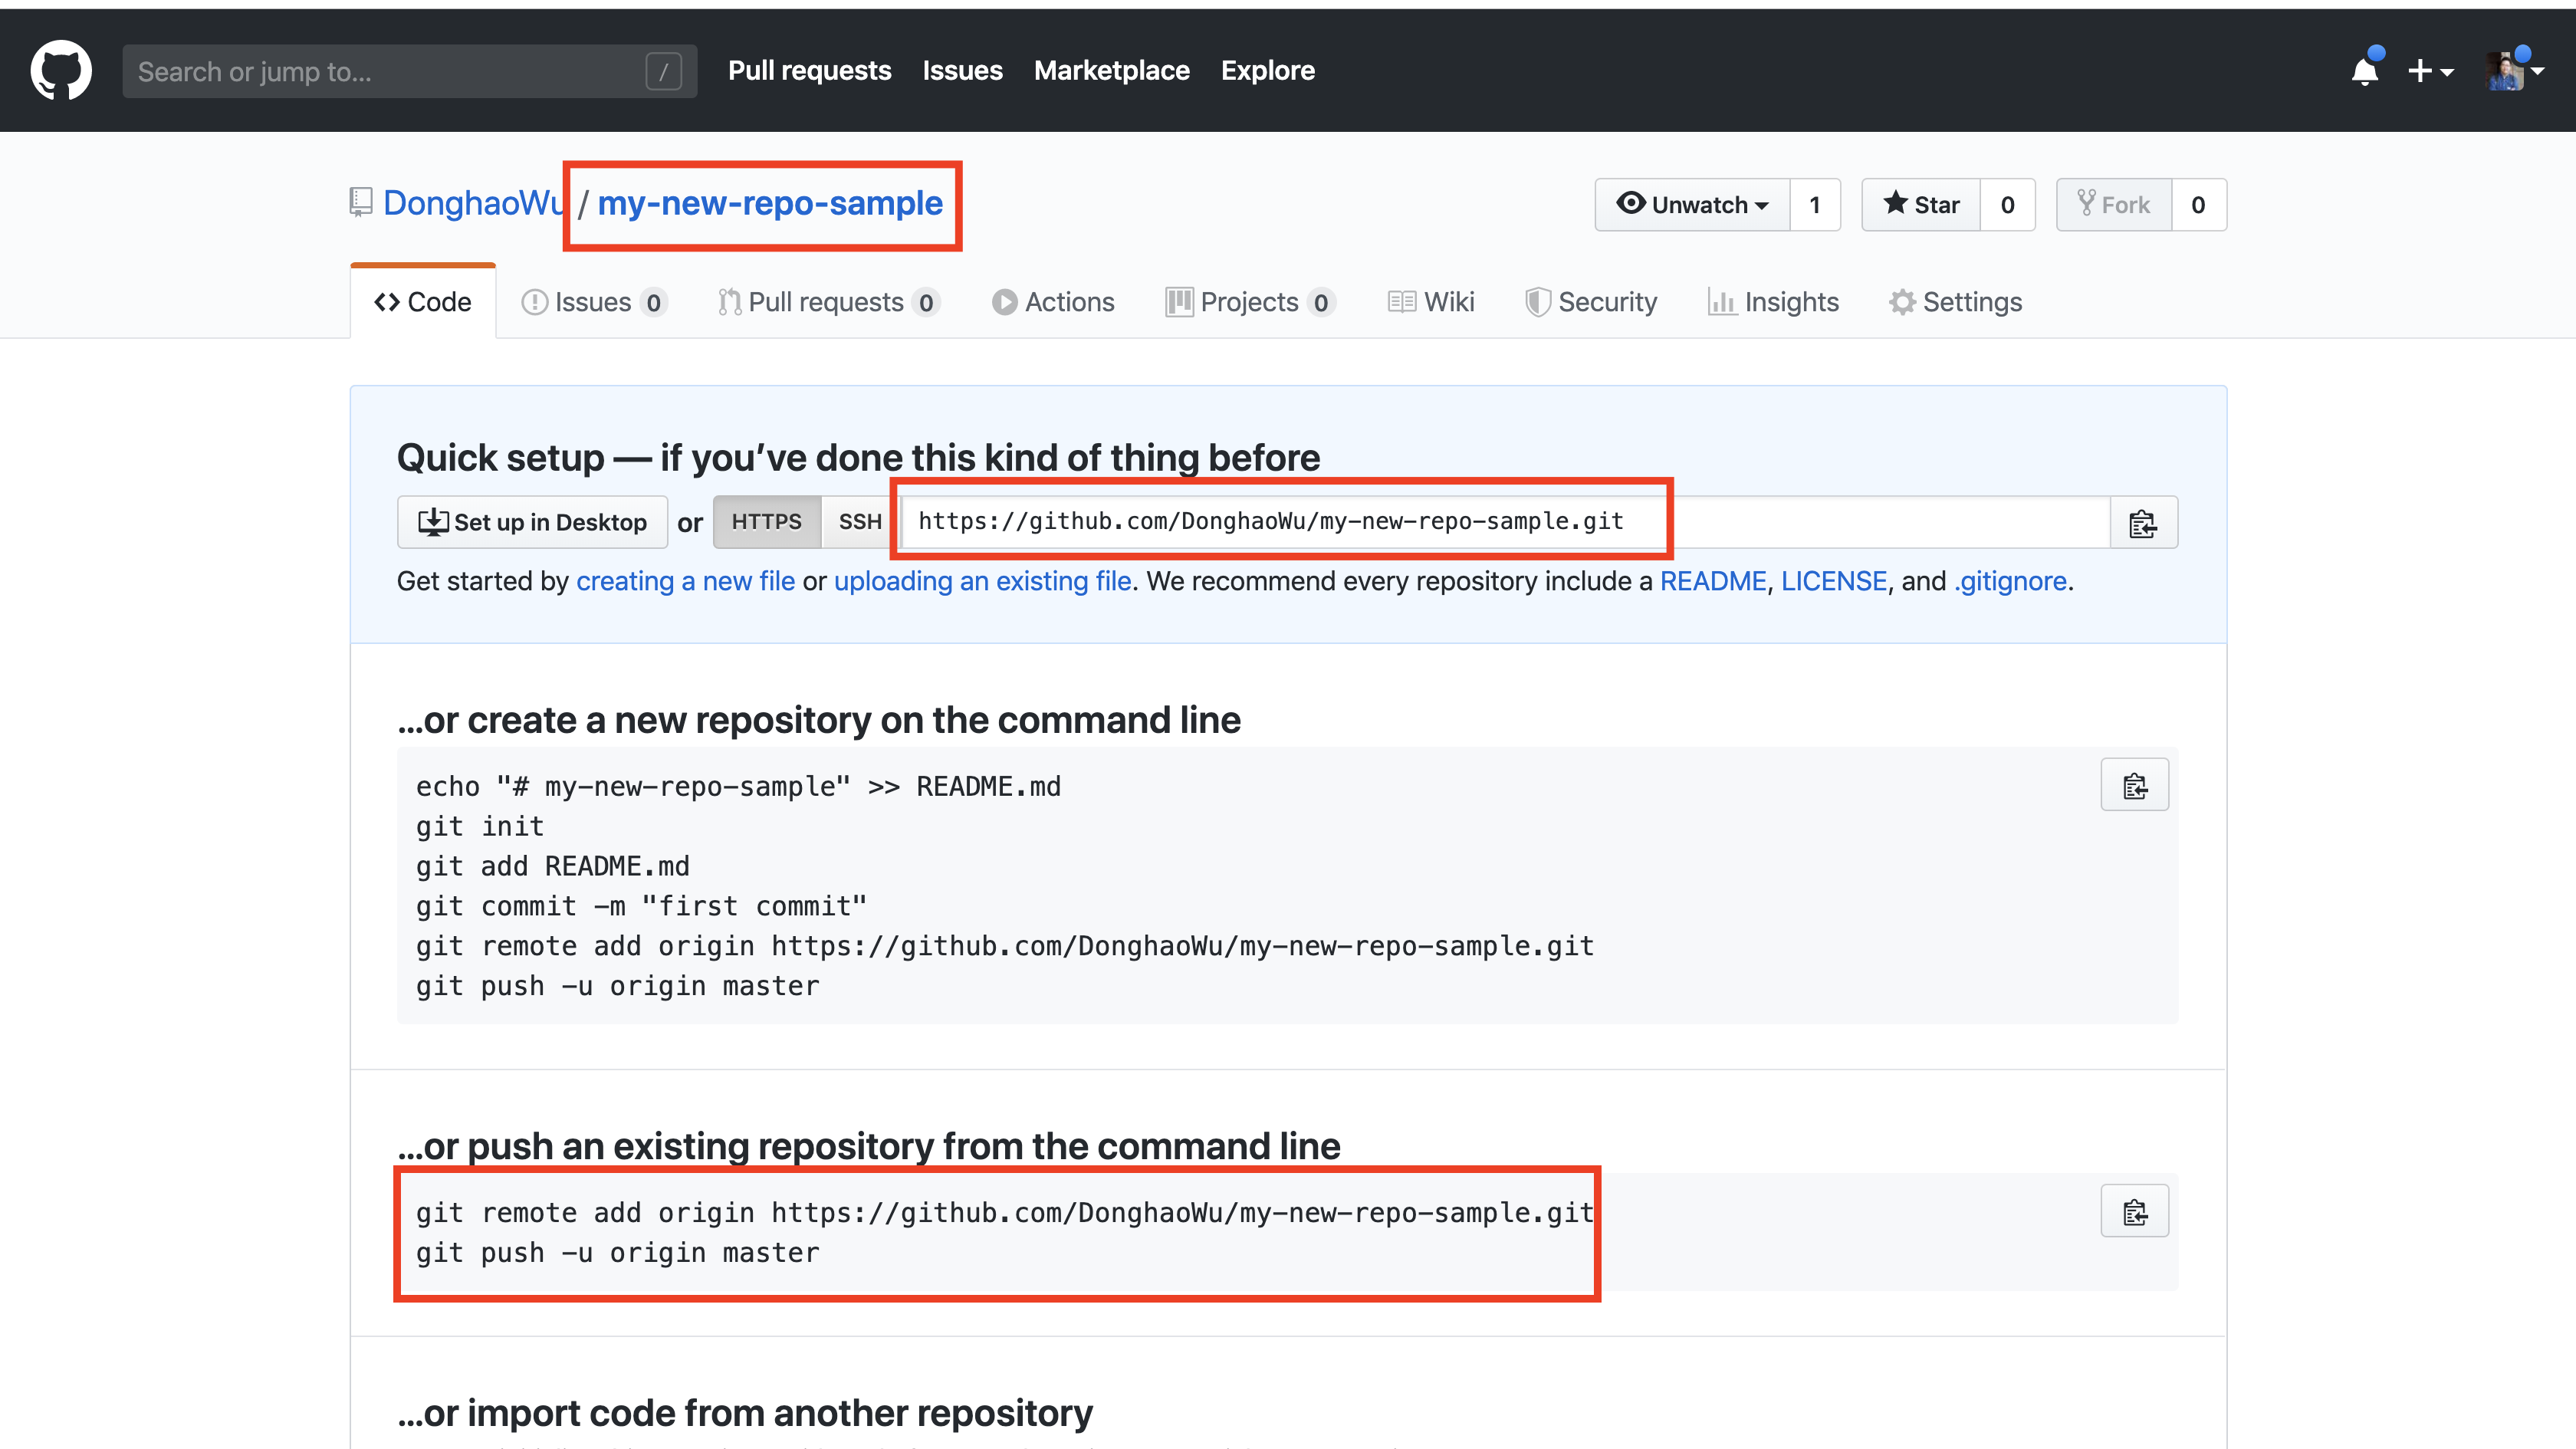 Search or jump to... /
Pull requests Issues Marketplace Explore
DonghaoWu / my-new-repo-sample
Unwatch 1 Star 0 Fork 0
Code Issues 0 Pull requests 0 Actions Projects 0 Wiki Security Insights Settings
Quick setup — if you’ve done this kind of thing before
Set up in Desktop or HTTPS SSH https://github.com/DonghaoWu/my-new-repo-sample.git
Get started by creating a new file or uploading an existing file. We recommend every repository include a README, LICENSE, and .gitignore.
…or create a new repository on the command line
echo "# my-new-repo-sample" >> README.md
git init
git add README.md
git commit -m "first commit"
git remote add origin https://github.com/DonghaoWu/my-new-repo-sample.git
git push -u origin master
…or push an existing repository from the command line
git remote add origin https://github.com/DonghaoWu/my-new-repo-sample.git
git push -u origin master
…or import code from another repository